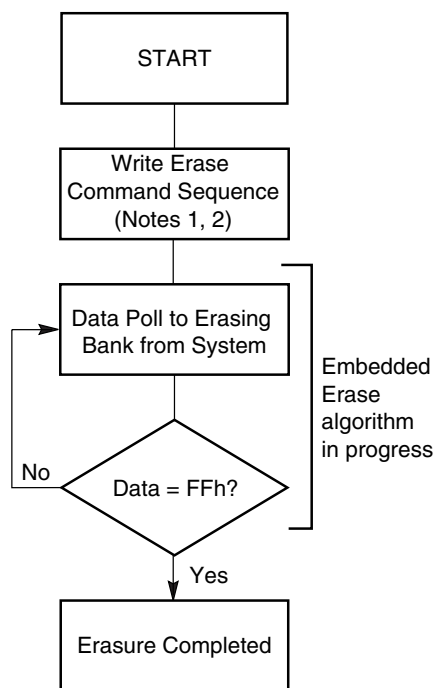 START
Write Erase
Command Sequence
(Notes 1, 2)
Data Poll to Erasing
Bank from System
Embedded
Erase
algorithm
in progress
No
Data = FFh?
Yes
Erasure Completed